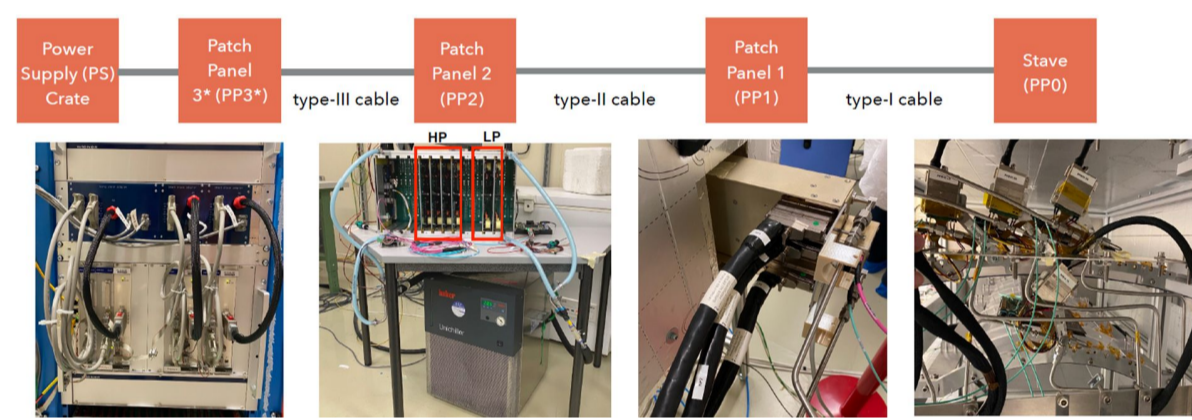 Power
Supply (PS)
Crate
Patch
Panel
3* (PP3*)
type-III cable
Patch
Panel 2
(PP2)
type-II cable
Patch
Panel 1
(PP1)
type-I cable
Stave
(PP0)
HP
LP
Unichiller